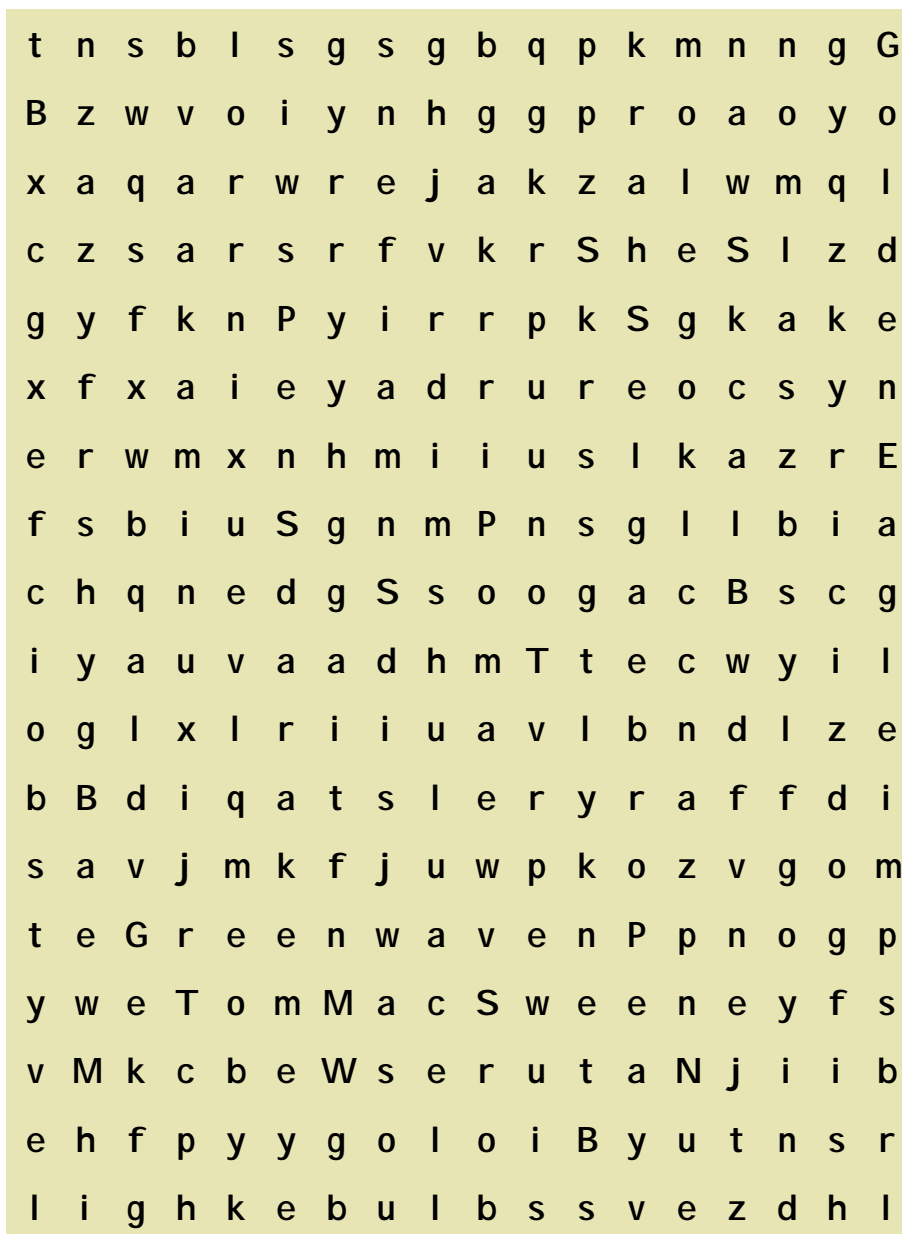 t n s b l s g s g b q p k m n n g G
B z w v o i y n h g g p r o a o y o
x a q a r w r e j a k z a l w m q l
c z s a r s r f v k r S h e S l z d
g y f k n P y i r r p k S g k a k e
x f x a i e y a d r u r e o c s y n
e r w m x n h m i i u s l k a z r E
f s b i u S g n m P n s g l l b i a
c h q n e d g S s o o g a c B s c g
i y a u v a a d h m T t e c w y i l
o g l x l r i i u a v l b n d l z e
b B d i q a t s l e r y r a f f d i
s a v j m k f j u w p k o z v g o m
t e G r e e n w a v e n P p n o g p
y w e T o m M a c S w e e n e y f s
v M k c b e W s e r u t a N j i i b
e h f p y y g o l o i B y u t n s r
l i g h k e b u l b s s v e z d h l